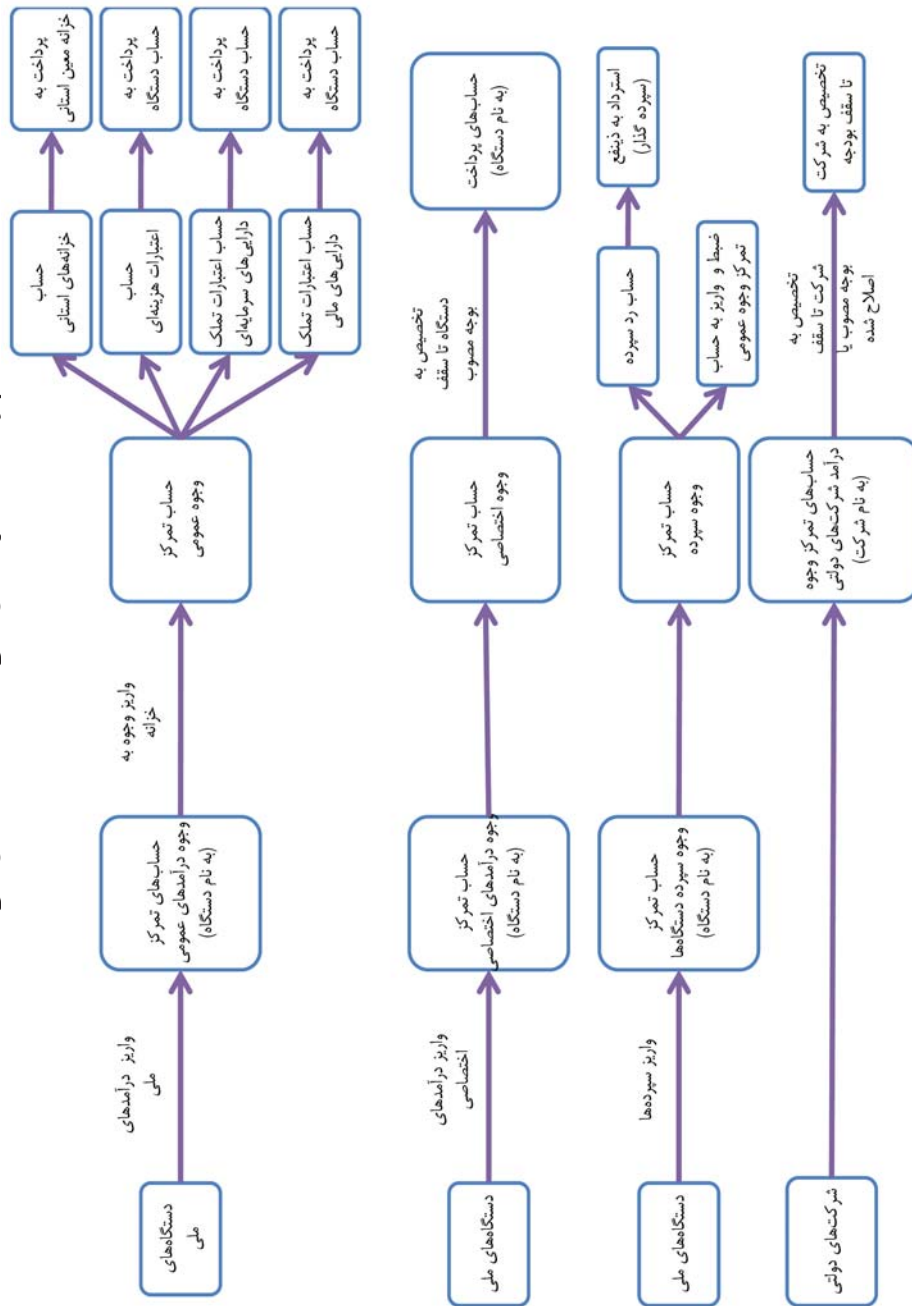 دستگاه‌های
ملی
واریز درآمدهای
ملی
حساب‌های تمرکز
وجوه درآمدهای عمومی
(به نام دستگاه)
واریز وجوه به
خزانه
حساب تمرکز
وجوه عمومی
حساب
خزانه‌های استانی
پرداخت به
خزانه معین استانی
حساب
اعتبارات هزینه‌ای
پرداخت به
حساب دستگاه
حساب اعتبارات تملک
دارایی‌های سرمایه‌ای
پرداخت به
حساب دستگاه
حساب اعتبارات تملک
دارایی‌های مالی
پرداخت به
حساب دستگاه
دستگاه‌های ملی
واریز درآمدهای
اختصاصی
حساب تمرکز
وجوه درآمدهای اختصاصی
(به نام دستگاه)
حساب تمرکز
وجوه اختصاصی
تخصیص به
دستگاه تا سقف
بوجه مصوب
حساب‌های پرداخت
(به نام دستگاه)
دستگاه‌های ملی
واریز سپرده‌ها
حساب تمرکز
وجوه سپرده دستگاه‌ها
(به نام دستگاه)
حساب تمرکز
وجوه سپرده
حساب رد سپرده
استرداد به ذینفع
(سپرده گذار)
ضبط و واریز به حساب
تمرکز وجوه عمومی
شرکت‌های دولتی
حساب‌های تمرکز وجوه
درآمد شرکت‌های دولتی
(به نام شرکت)
تخصیص به
شرکت تا سقف
بوجه مصوب یا
اصلاح شده
تخصیص به شرکت
تا سقف بودجه